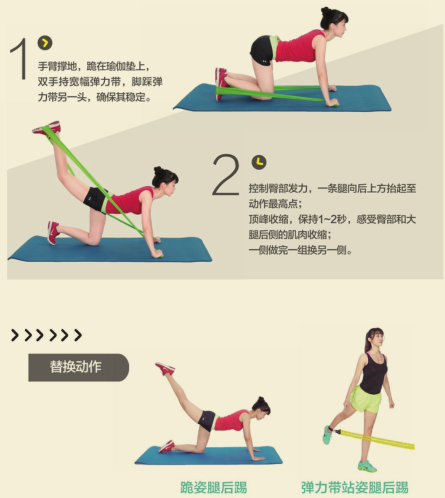 1
手臂撑地，跪在瑜伽垫上，
双手持宽幅弹力带，脚踩弹
力带另一头，确保其稳定。
2
控制臀部发力，一条腿向后上方抬起至
动作最高点；
顶峰收缩，保持1~2秒，感受臀部和大
腿后侧的肌肉收缩；
一侧做完一组换另一侧。
替换动作
跪姿腿后踢
弹力带站姿腿后踢